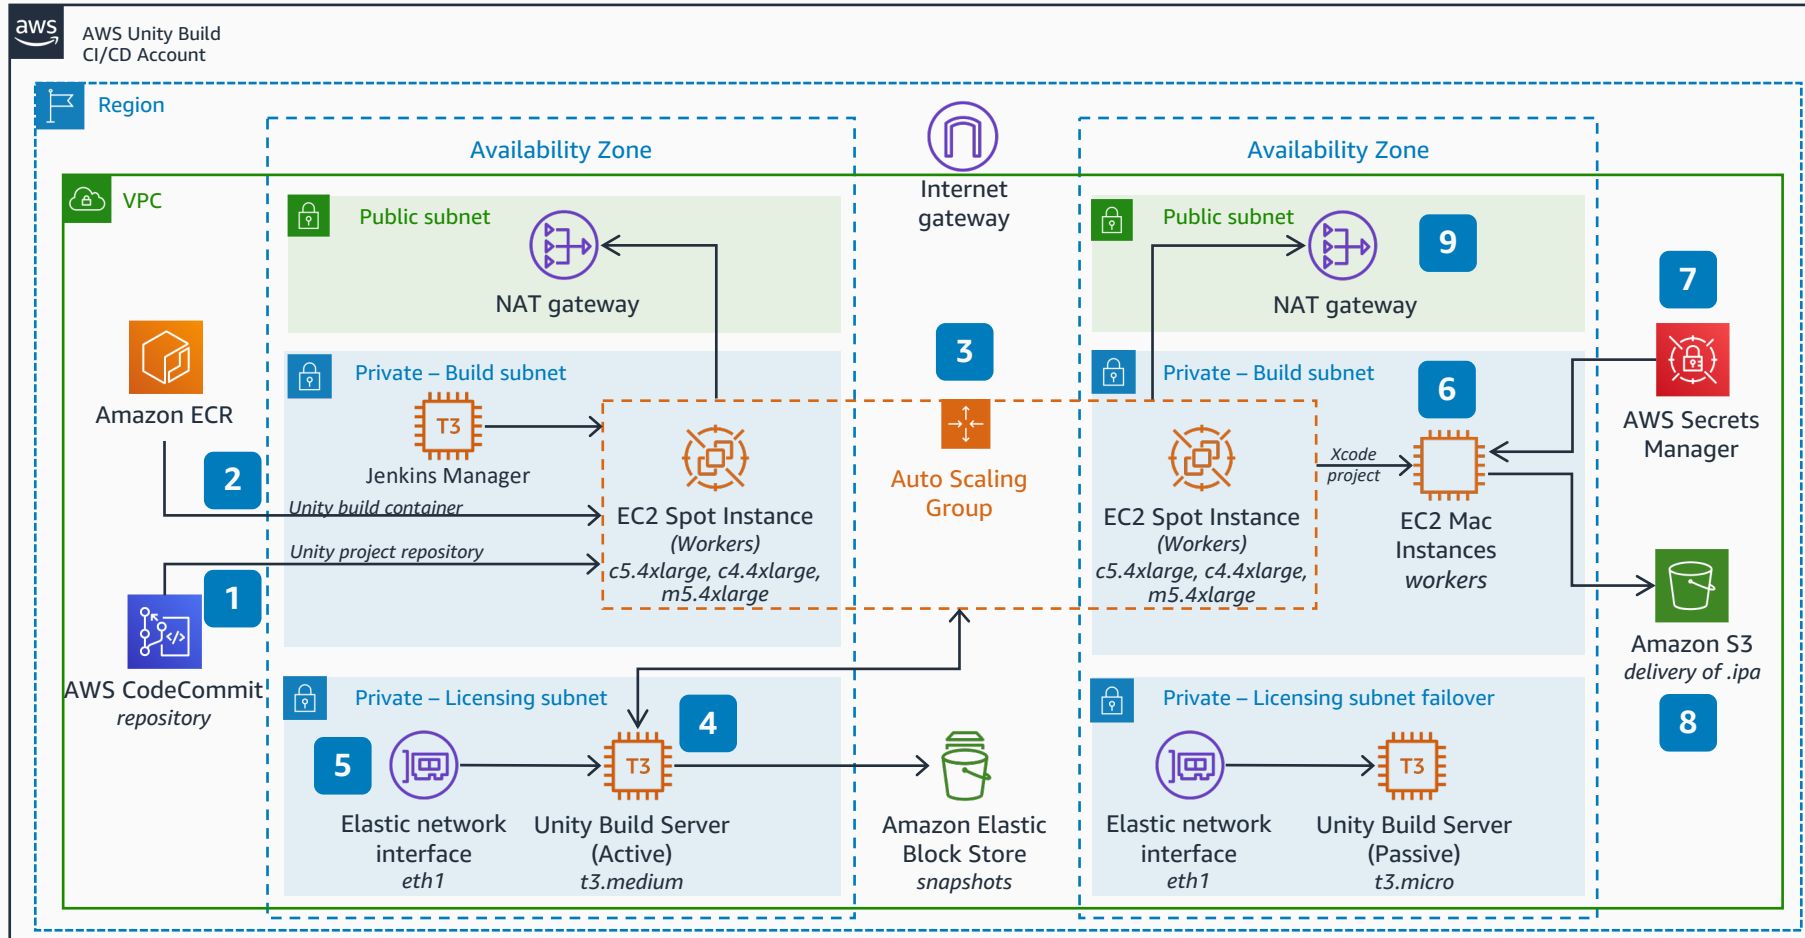 aws
AWS Unity Build
CI/CD Account
Region
Availability Zone
Internet
gateway
Availability Zone
VPC
Public subnet
NAT gateway
Public subnet
NAT gateway
9
7
3
Amazon ECR
2
Private – Build subnet
T3
Jenkins Manager
Unity build container
Unity project repository
EC2 Spot Instance
(Workers)
c5.4xlarge, c4.4xlarge,
m5.4xlarge
Auto Scaling
Group
Private – Build subnet
6
EC2 Spot Instance
(Workers)
c5.4xlarge, c4.4xlarge,
m5.4xlarge
Xcode
project
EC2 Mac
Instances
workers
AWS Secrets
Manager
1
AWS CodeCommit
repository
Amazon S3
delivery of .ipa
8
Private – Licensing subnet
4
5
T3
Elastic network
interface
eth1
Unity Build Server
(Active)
t3.medium
Amazon Elastic
Block Store
snapshots
Private – Licensing subnet failover
T3
Elastic network
interface
eth1
Unity Build Server
(Passive)
t3.micro